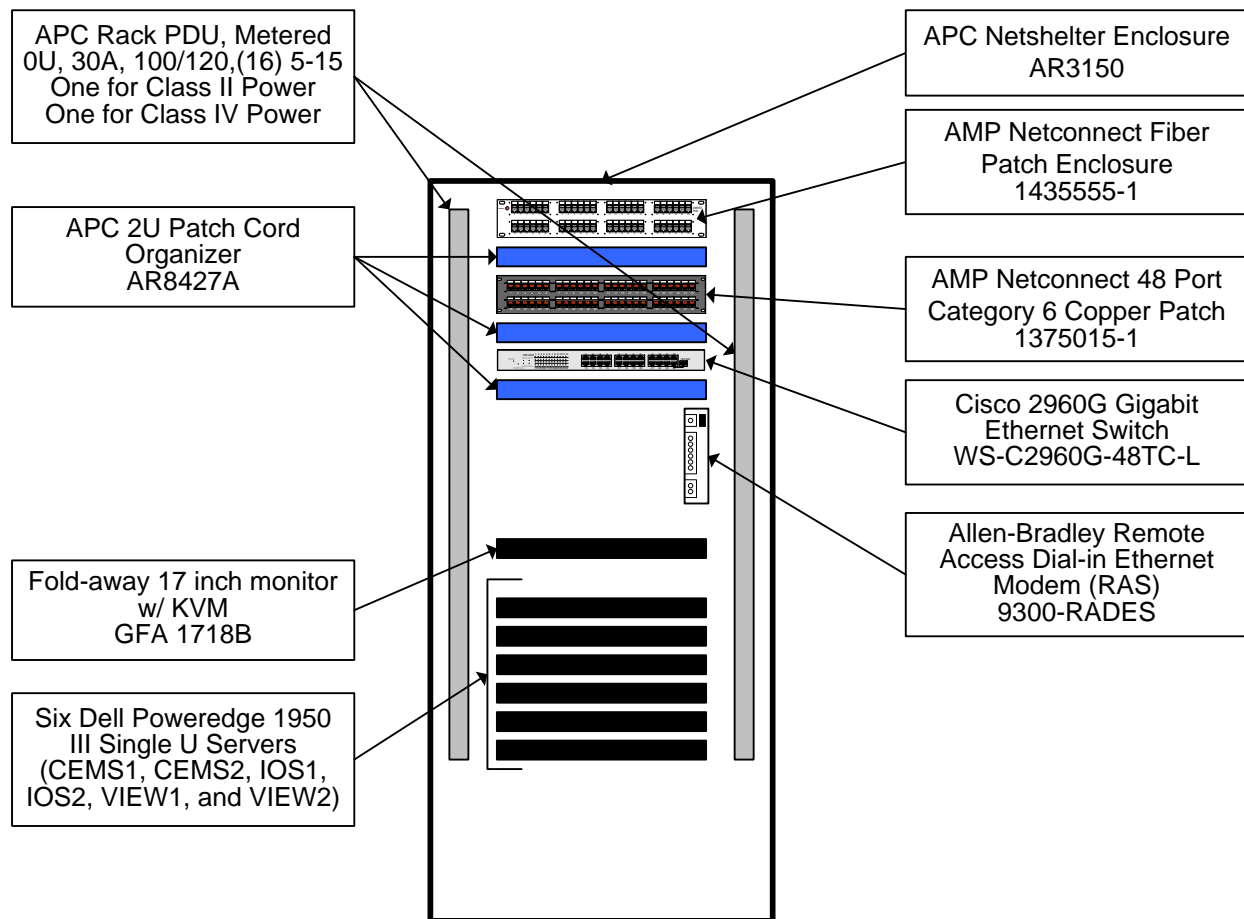 APC Rack PDU, Metered
0U, 30A, 100/120,(16) 5-15
One for Class II Power
One for Class IV Power
APC 2U Patch Cord
Organizer
AR8427A
Fold-away 17 inch monitor
w/ KVM
GFA 1718B
Six Dell Poweredge 1950
III Single U Servers
(CEMS1, CEMS2, IOS1,
IOS2, VIEW1, and VIEW2)
APC Netshelter Enclosure
AR3150
AMP Netconnect Fiber
Patch Enclosure
1435555-1
AMP Netconnect 48 Port
Category 6 Copper Patch
1375015-1
Cisco 2960G Gigabit
Ethernet Switch
WS-C2960G-48TC-L
Allen-Bradley Remote
Access Dial-in Ethernet
Modem (RAS)
9300-RADES